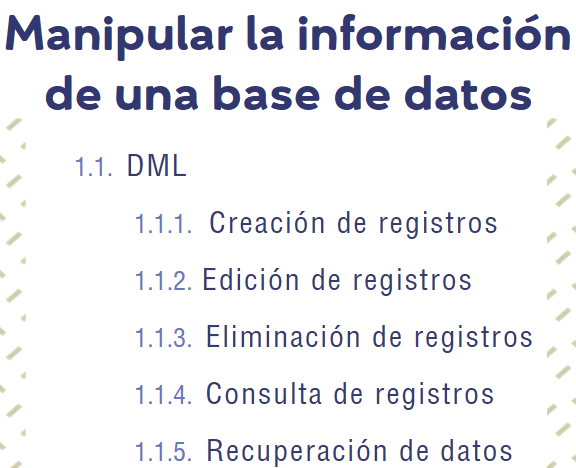 Manipular la información
de una base de datos
1.1. DML
1.1.1. Creación de registros
1.1.2. Edición de registros
1.1.3. Eliminación de registros
1.1.4. Consulta de registros
1.1.5. Recuperación de datos